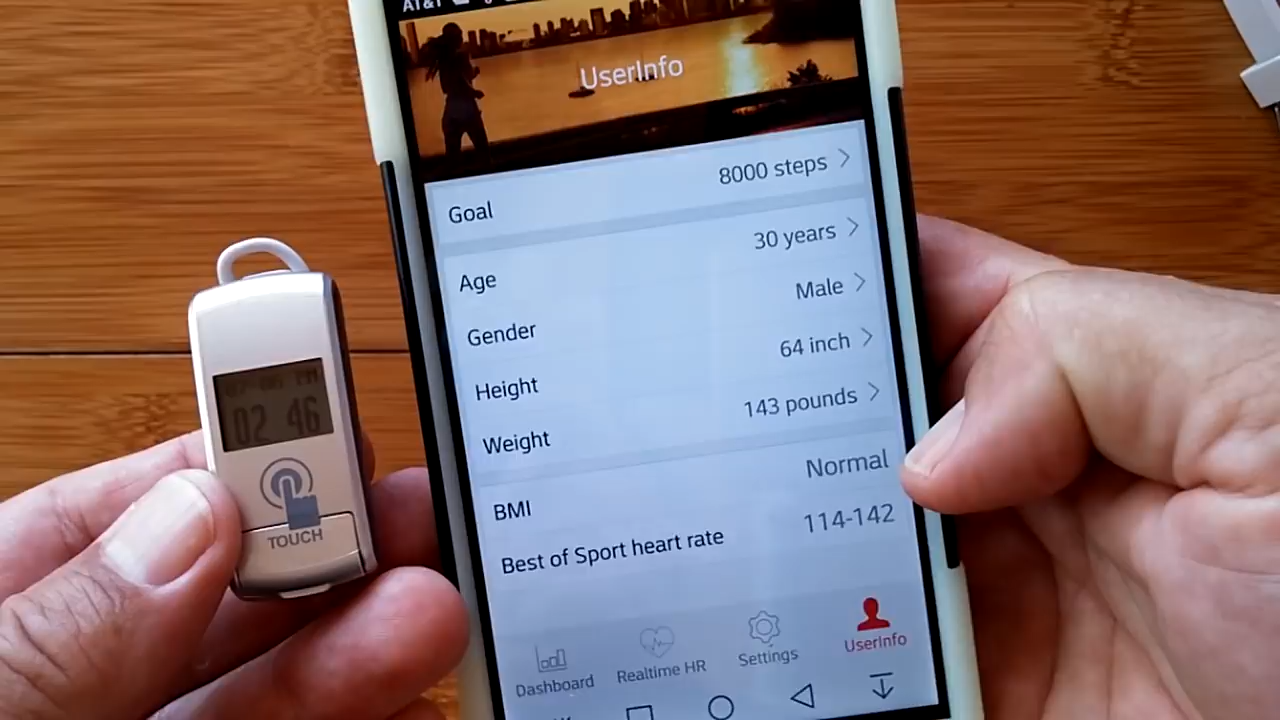 AT&T
UserInfo
Goal 8000 steps
Age 30 years
Gender Male
Height 64 inch
Weight 143 pounds
BMI Normal
Best of Sport heart rate 114-142
Dashboard Realtime HR Settings UserInfo
02 46
TOUCH